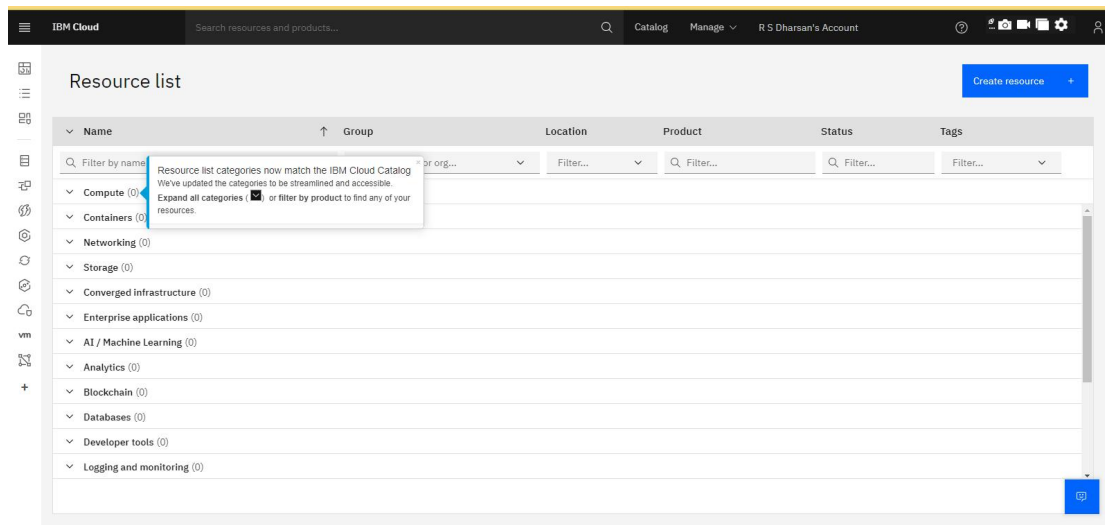 IBM Cloud Search resources and products... Catalog Manage R S Dharsan's Account
Resource list
Create resource +
Name Group Location Product Status Tags
Filter by name or org... Filter... Filter... Filter... Filter...
Resource list categories now match the IBM Cloud Catalog
We've updated the categories to be streamlined and accessible.
Expand all categories ( ) or filter by product to find any of your
resources.
Compute (0)
Containers (0)
Networking (0)
Storage (0)
Converged infrastructure (0)
Enterprise applications (0)
vm
AI / Machine Learning (0)
Analytics (0)
Blockchain (0)
Databases (0)
Developer tools (0)
Logging and monitoring (0)